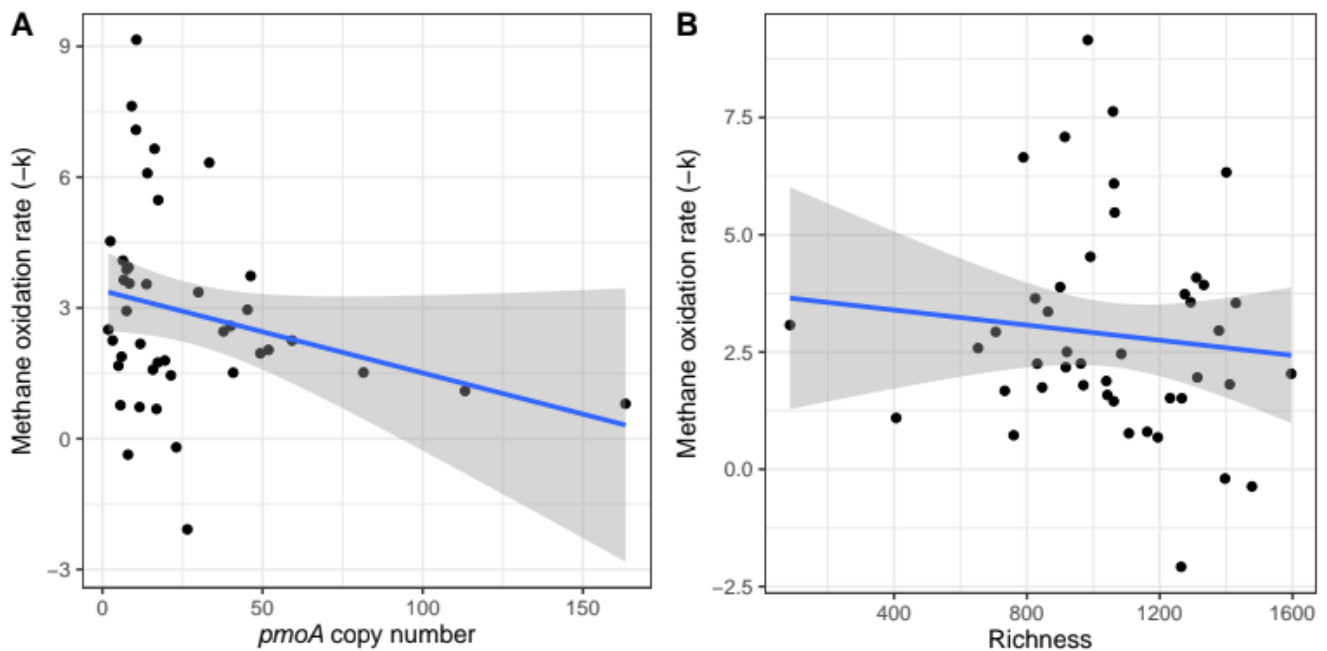 A
Methane oxidation rate (−k)
9
6
3
0
−3
0 50 100 150
pmoA copy number
B
Methane oxidation rate (−k)
7.5
5.0
2.5
0.0
−2.5
400 800 1200 1600
Richness